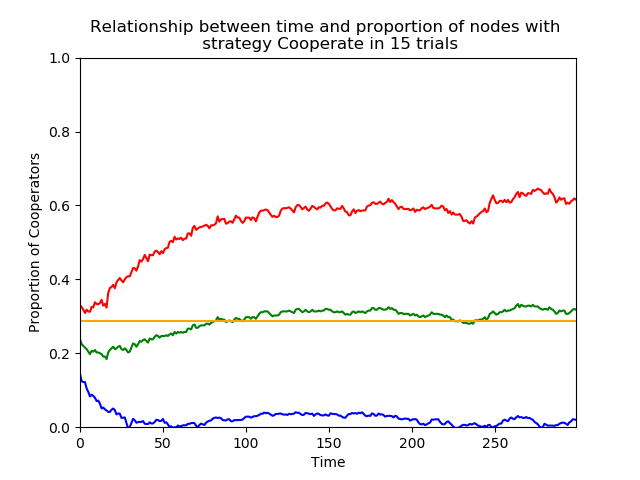 Relationship between time and proportion of nodes with
strategy Cooperate in 15 trials
1.0
0.8
0.6
0.4
0.2
0.0
Proportion of Cooperators
0 50 100 150 200 250
Time